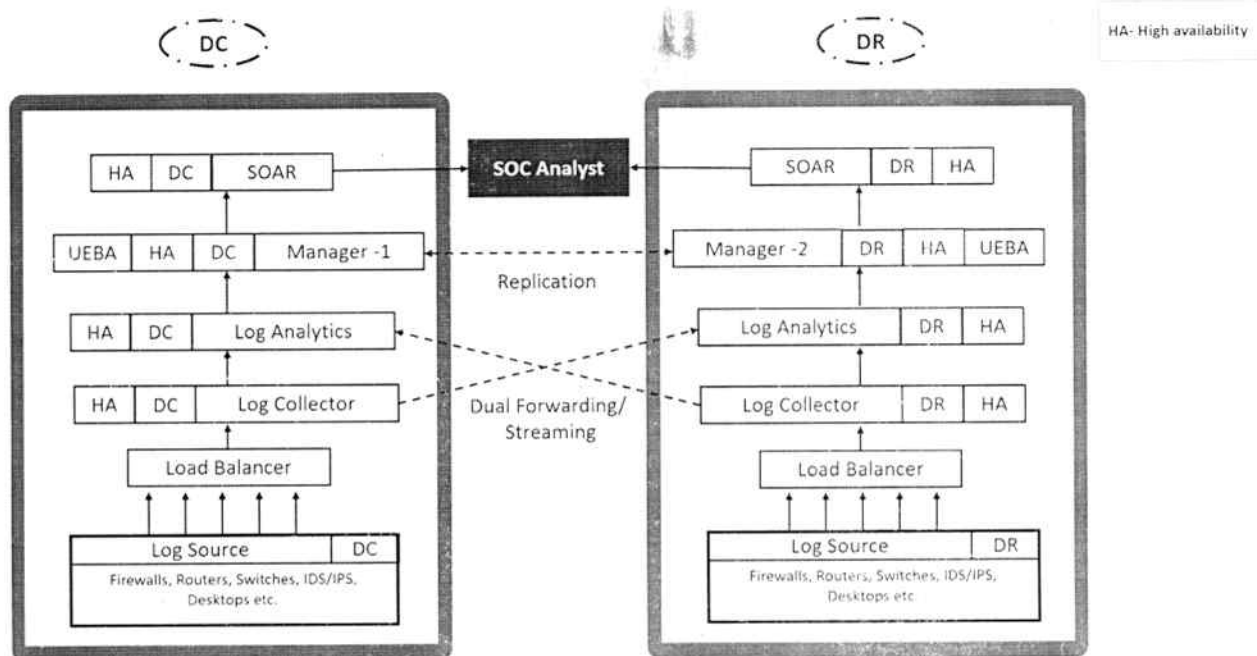 DC
DR
HA- High availability
HA DC SOAR
SOC Analyst
SOAR DR HA
UEBA HA DC Manager -1
Manager -2 DR HA UEBA
Replication
HA DC Log Analytics
Log Analytics DR HA
HA DC Log Collector
Log Collector DR HA
Dual Forwarding/
Streaming
Load Balancer
Load Balancer
Log Source DC
Firewalls, Routers, Switches, IDS/IPS,
Desktops etc.
Log Source DR
Firewalls, Routers, Switches, IDS/IPS,
Desktops etc